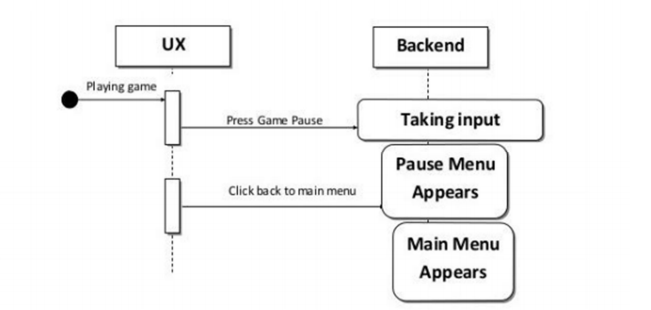 UX
Backend
Playing game
Press Game Pause
Taking input
Pause Menu
Appears
Click back to main menu
Main Menu
Appears